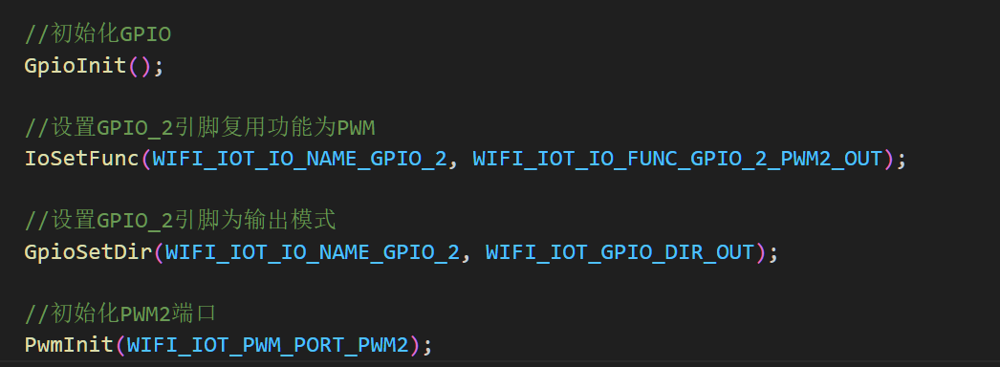 //初始化GPIO
GpioInit();
//设置GPIO_2引脚复用功能为PWM
IoSetFunc(WIFI_IOT_IO_NAME_GPIO_2, WIFI_IOT_IO_FUNC_GPIO_2_PWM2_OUT);
//设置GPIO_2引脚为输出模式
GpioSetDir(WIFI_IOT_IO_NAME_GPIO_2, WIFI_IOT_GPIO_DIR_OUT);
//初始化PWM2端口
PwmInit(WIFI_IOT_PWM_PORT_PWM2);